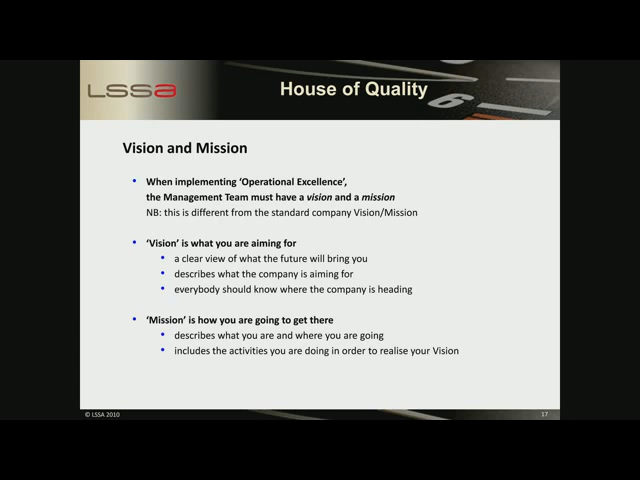 LSSA
House of Quality
6
Vision and Mission
• When implementing ‘Operational Excellence’,
the Management Team must have a vision and a mission
NB: this is different from the standard company Vision/Mission
• ‘Vision’ is what you are aiming for
• a clear view of what the future will bring you
• describes what the company is aiming for
• everybody should know where the company is heading
• ‘Mission’ is how you are going to get there
• describes what you are and where you are going
• includes the activities you are doing in order to realise your Vision
© LSSA 2010
17